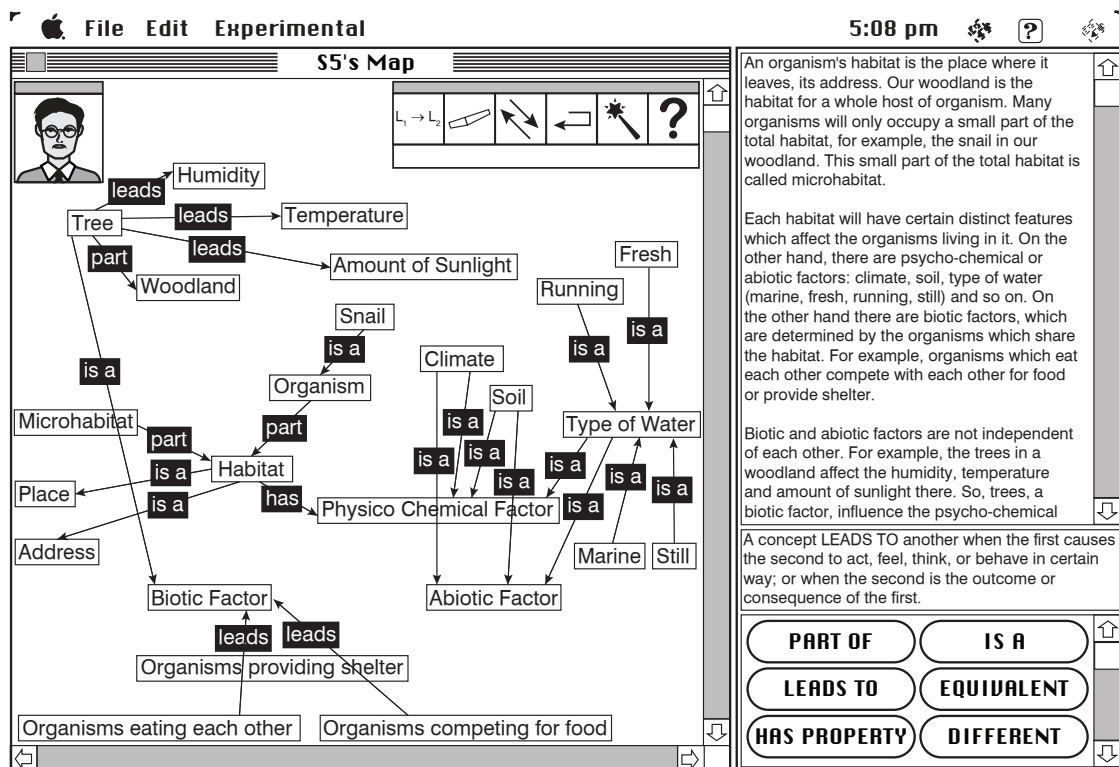 File Edit Experimental
5:08 pm
?
S5's Map
L1 → L2
?
Humidity
leads
Tree
leads
Temperature
leads
Amount of Sunlight
part
Woodland
Fresh
Running
Snail
is a
is a
Climate
is a
Organism
is a
Soil
Microhabitat
part
part
is a
Type of Water
is a
is a
Habitat
is a
is a
is a
is a
is a
Place
is a
has
Physico Chemical Factor
is a
Address
Marine
Still
Biotic Factor
Abiotic Factor
leads
leads
Organisms providing shelter
Organisms eating each other
Organisms competing for food
An organism's habitat is the place where it
leaves, its address. Our woodland is the
habitat for a whole host of organism. Many
organisms will only occupy a small part of the
total habitat, for example, the snail in our
woodland. This small part of the total habitat is
called microhabitat.
Each habitat will have certain distinct features
which affect the organisms living in it. On the
other hand, there are psycho-chemical or
abiotic factors: climate, soil, type of water
(marine, fresh, running, still) and so on. On
the other hand there are biotic factors, which
are determined by the organisms which share
the habitat. For example, organisms which eat
each other compete with each other for food
or provide shelter.
Biotic and abiotic factors are not independent
of each other. For example, the trees in a
woodland affect the humidity, temperature
and amount of sunlight there. So, trees, a
biotic factor, influence the psycho-chemical
A concept LEADS TO another when the first causes
the second to act, feel, think, or behave in certain
way; or when the second is the outcome or
consequence of the first.
PART OF
IS A
LEADS TO
EQUIVALENT
HAS PROPERTY
DIFFERENT